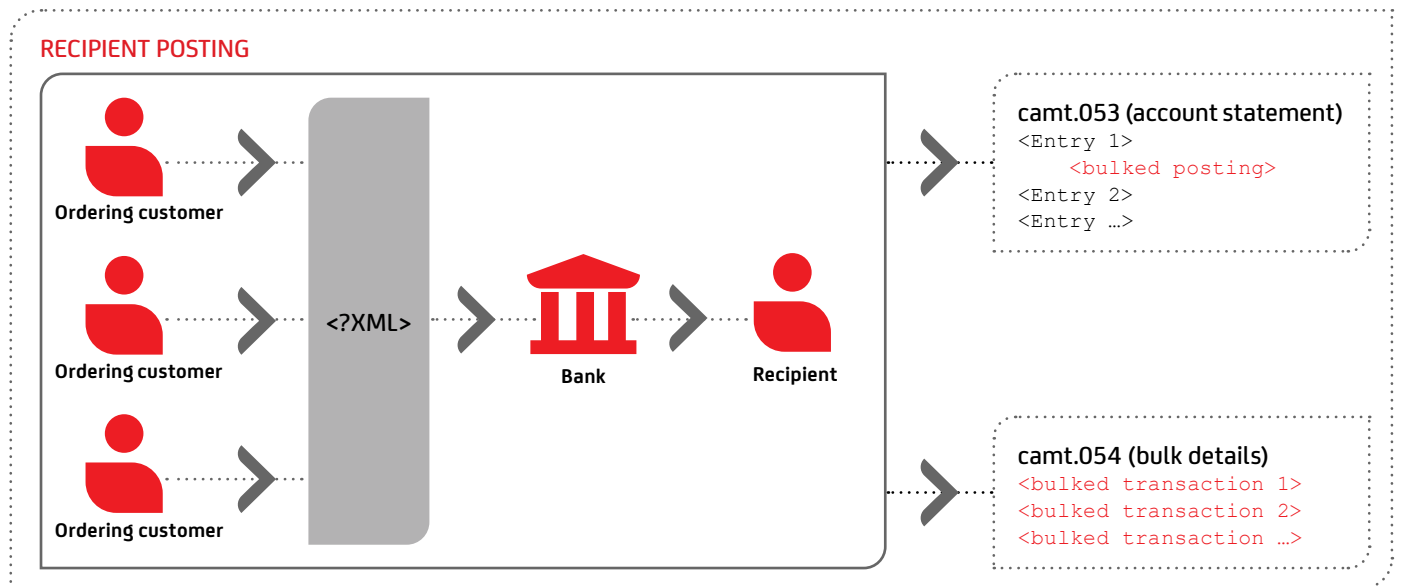 RECIPIENT POSTING
Ordering customer
Ordering customer
Ordering customer
<?XML>
Bank
Recipient
camt.053 (account statement)
<Entry 1>
<bulked posting>
<Entry 2>
<Entry …>
camt.054 (bulk details)
<bulked transaction 1>
<bulked transaction 2>
<bulked transaction …>